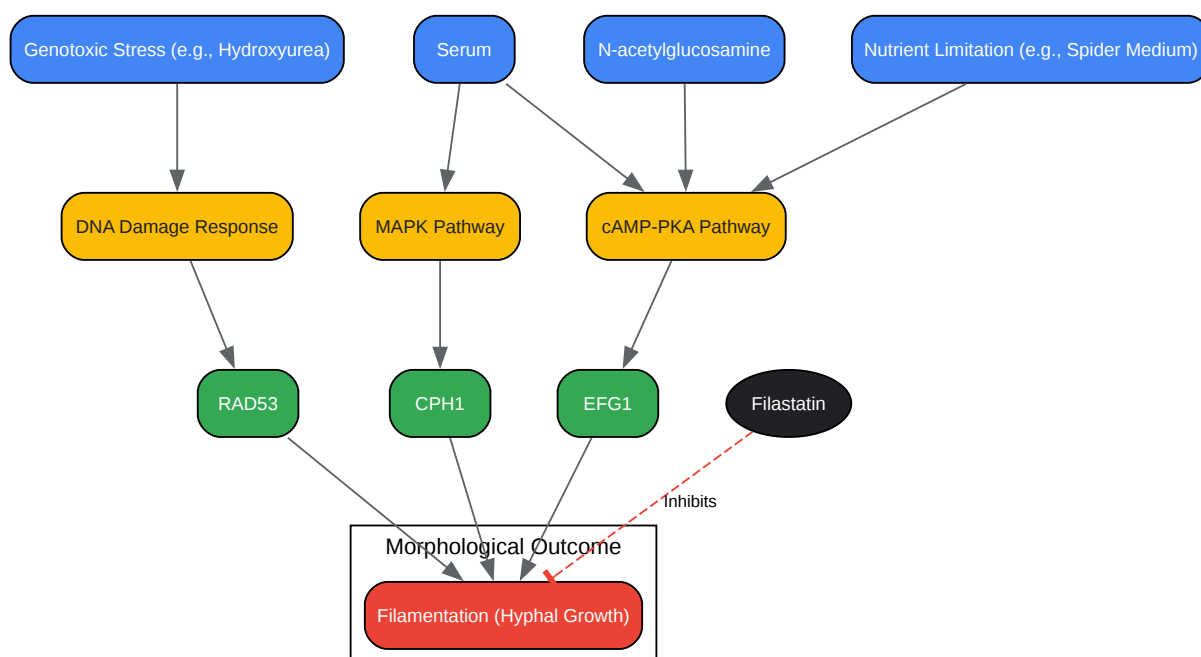 Genotoxic Stress (e.g., Hydroxyurea)
Serum
N-acetylglucosamine
Nutrient Limitation (e.g., Spider Medium)
DNA Damage Response
MAPK Pathway
cAMP-PKA Pathway
RAD53
CPH1
EFG1
Filastatin
Inhibits
Morphological Outcome
Filamentation (Hyphal Growth)